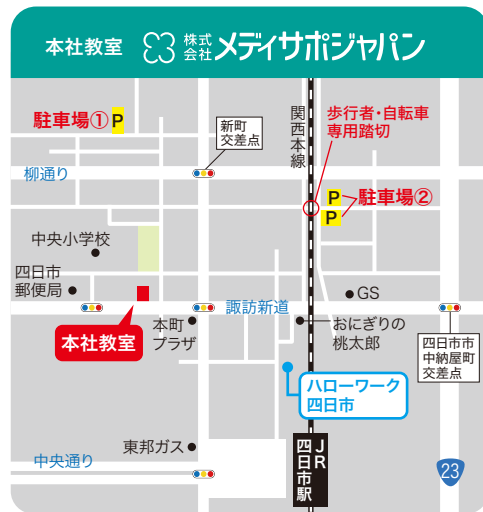 本社教室
株式会社メディサポジャパン
駐車場① P
新町
交差点
関西本線
歩行者・自転車
専用踏切
柳通り
P
P
駐車場②
中央小学校
四日市
郵便局
GS
諏訪新道
本社教室
本町
プラザ
おにぎりの
桃太郎
四日市市
中納屋町
交差点
ハローワーク
四日市
東邦ガス
中央通り
JR
四日市駅
23